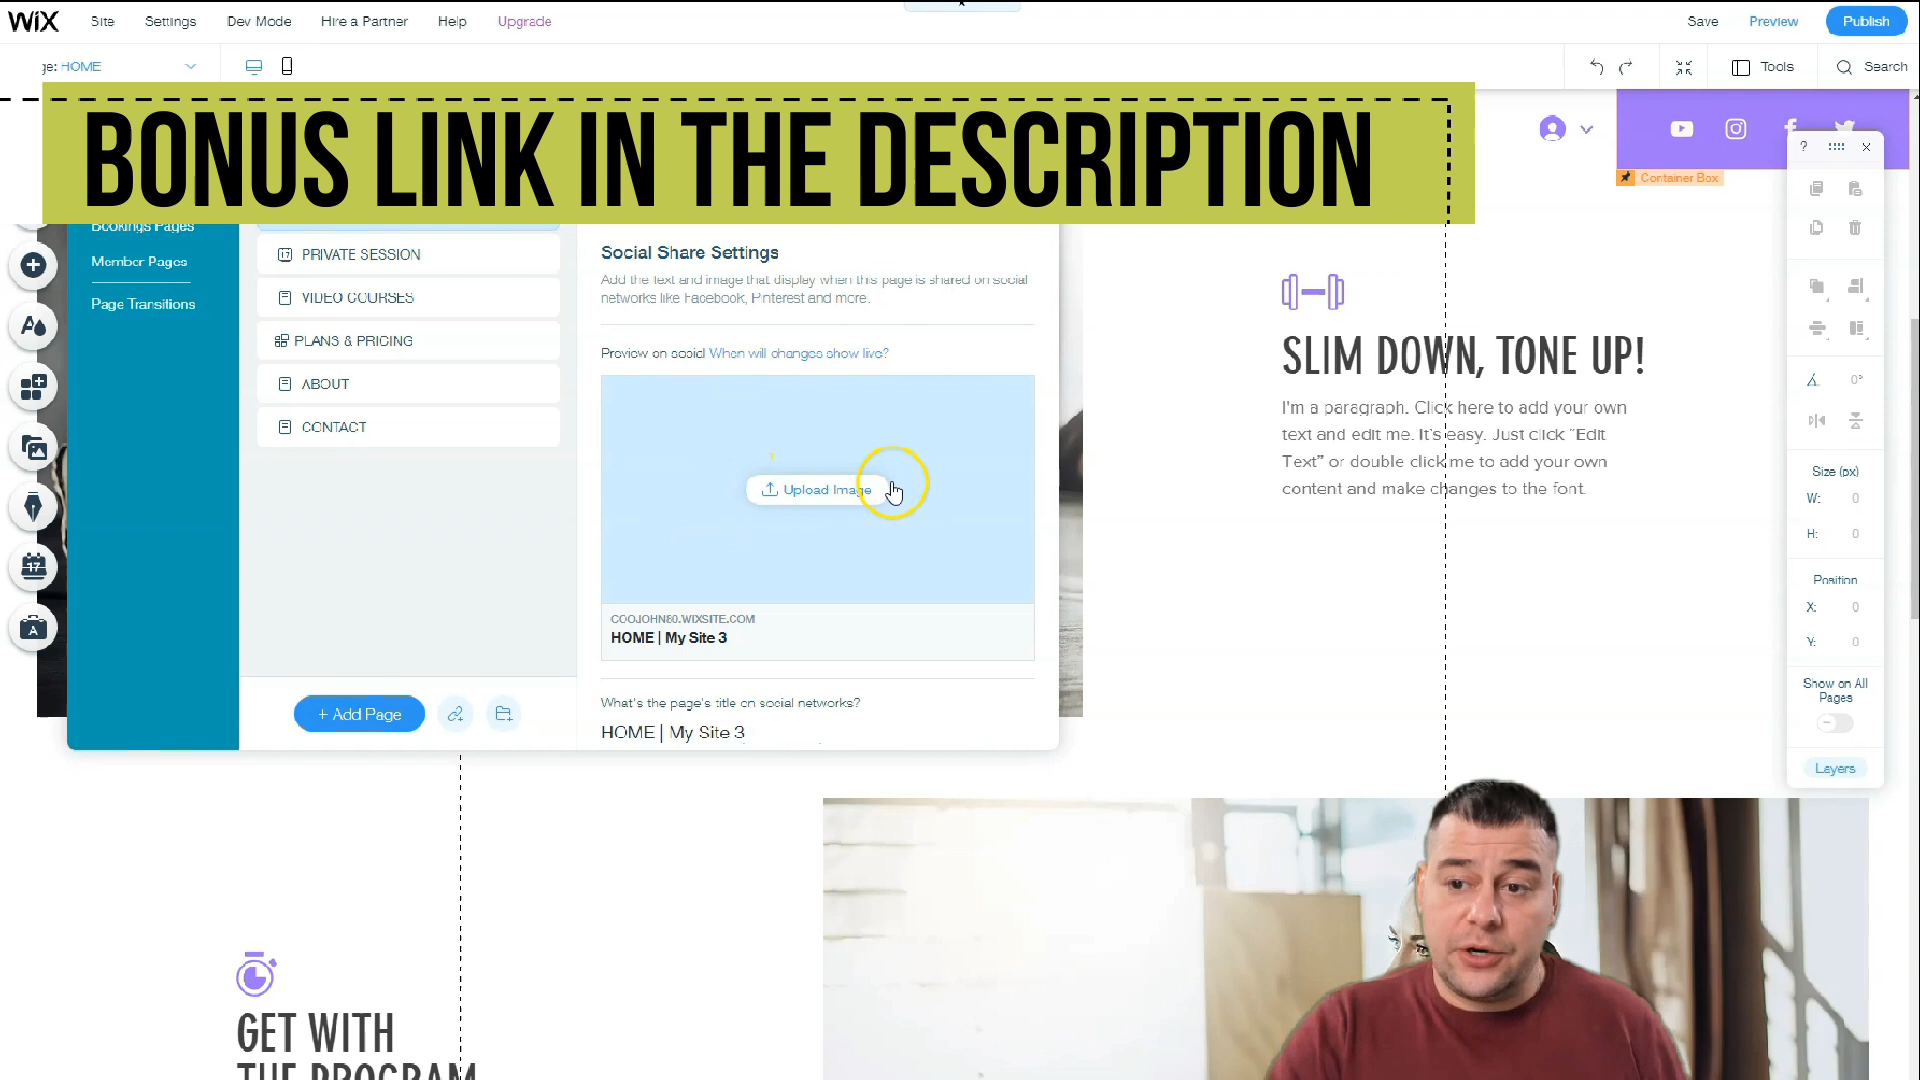 WiX Site Settings Dev Mode Hire a Partner Help Upgrade Save Preview Publish
ge: HOME Tools Search
BONUS LINK IN THE DESCRIPTION
Container Box
Bookings Pages
Member Pages
Page Transitions
PRIVATE SESSION
VIDEO COURSES
PLANS & PRICING
ABOUT
CONTACT
+ Add Page
Social Share Settings
Add the text and image that display when this page is shared on social
networks like Facebook, Pinterest and more.
Preview on social When will changes show live?
Upload Image
COOJOHN80.WIXSITE.COM
HOME | My Site 3
What's the page's title on social networks?
HOME | My Site 3
SLIM DOWN, TONE UP!
I'm a paragraph. Click here to add your own
text and edit me. It's easy. Just click “Edit
Text” or double click me to add your own
content and make changes to the font.
?
0°
Size (px)
W: 0
H: 0
Position
X: 0
Y: 0
Show on All
Pages
Layers
17
A
GET WITH
THE PROGRAM